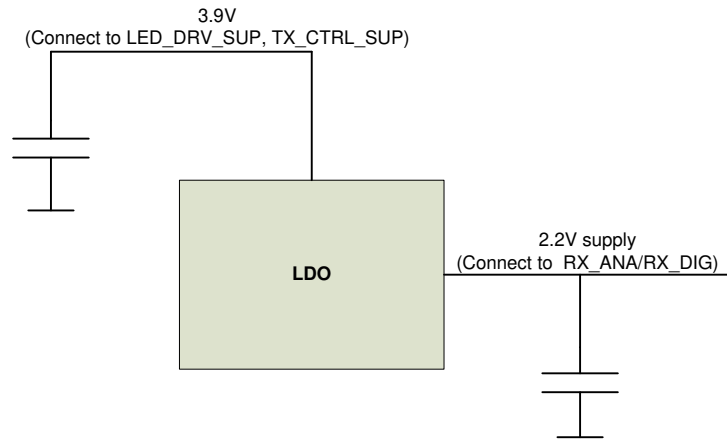 3.9V
(Connect to LED_DRV_SUP, TX_CTRL_SUP)
LDO
2.2V supply
(Connect to  RX_ANA/RX_DIG)